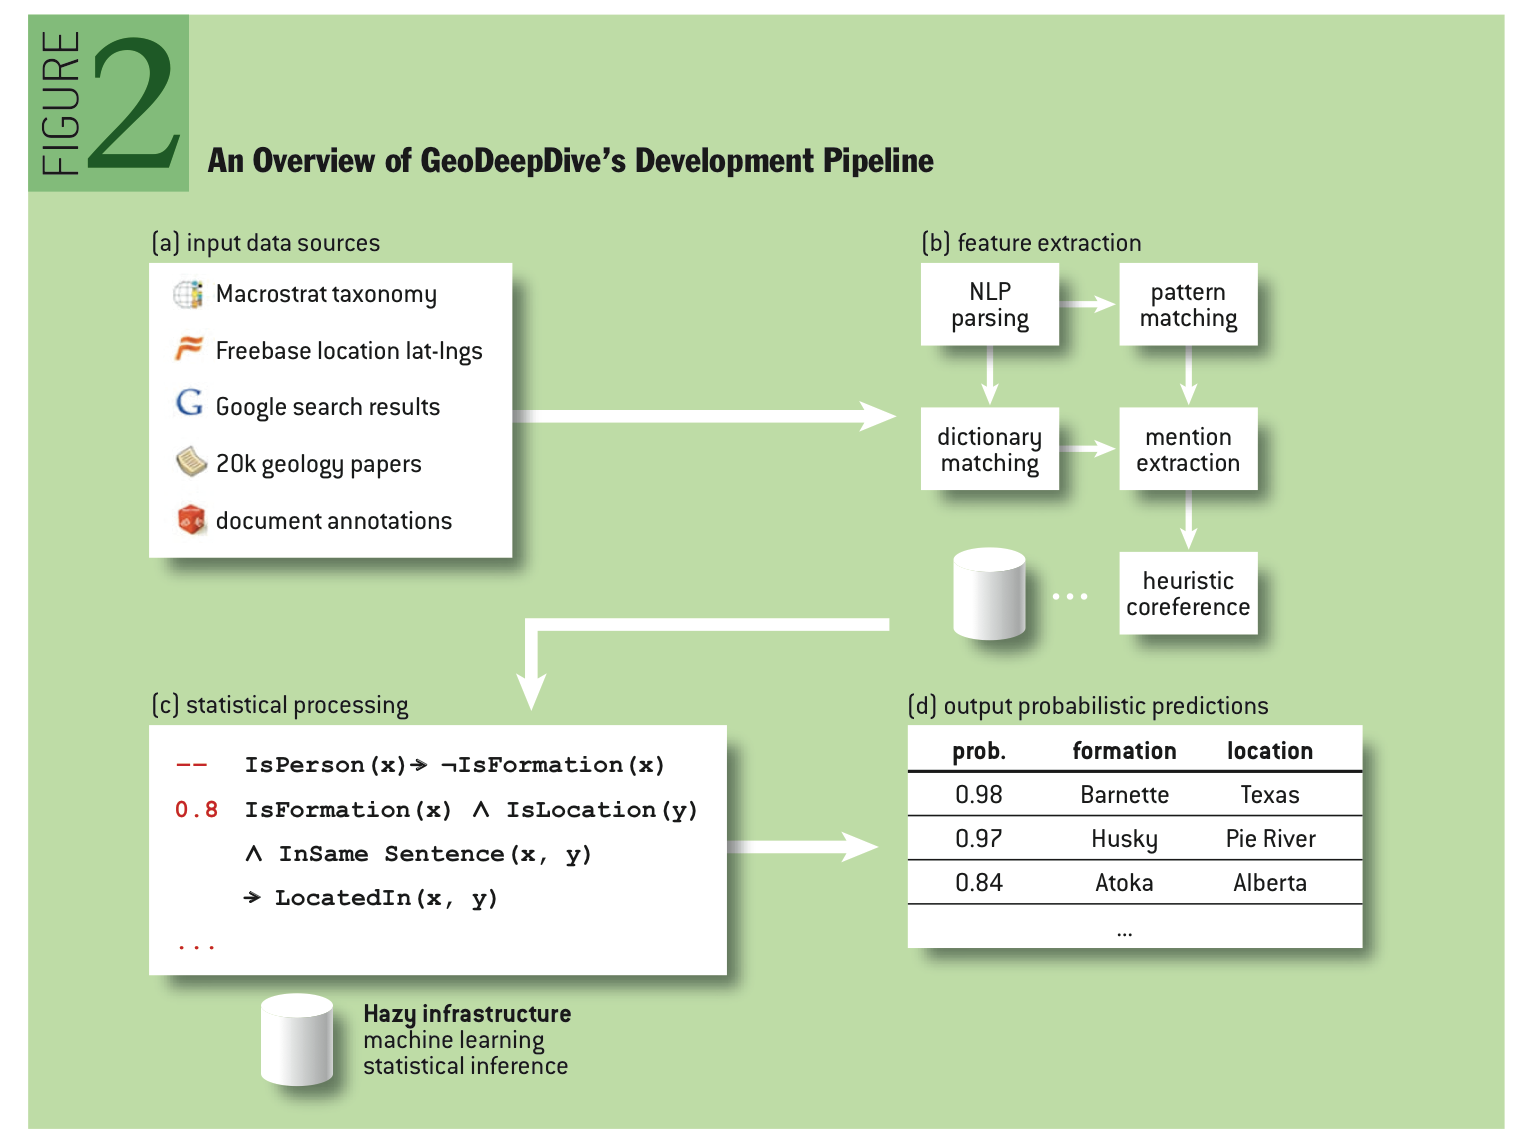 FIGURE 2
An Overview of GeoDeepDive's Development Pipeline
(a) input data sources
Macrostrat taxonomy
Freebase location lat-lngs
Google search results
20k geology papers
document annotations
(b) feature extraction
NLP
parsing
pattern
matching
dictionary
matching
mention
extraction
...
heuristic
coreference
(c) statistical processing
-- IsPerson(x)→ ¬IsFormation(x)
0.8 IsFormation(x) ∧ IsLocation(y)
∧ InSame Sentence(x, y)
→ LocatedIn(x, y)
...
Hazy infrastructure
machine learning
statistical inference
(d) output probabilistic predictions
prob. formation location
0.98 Barnette Texas
0.97 Husky Pie River
0.84 Atoka Alberta
...